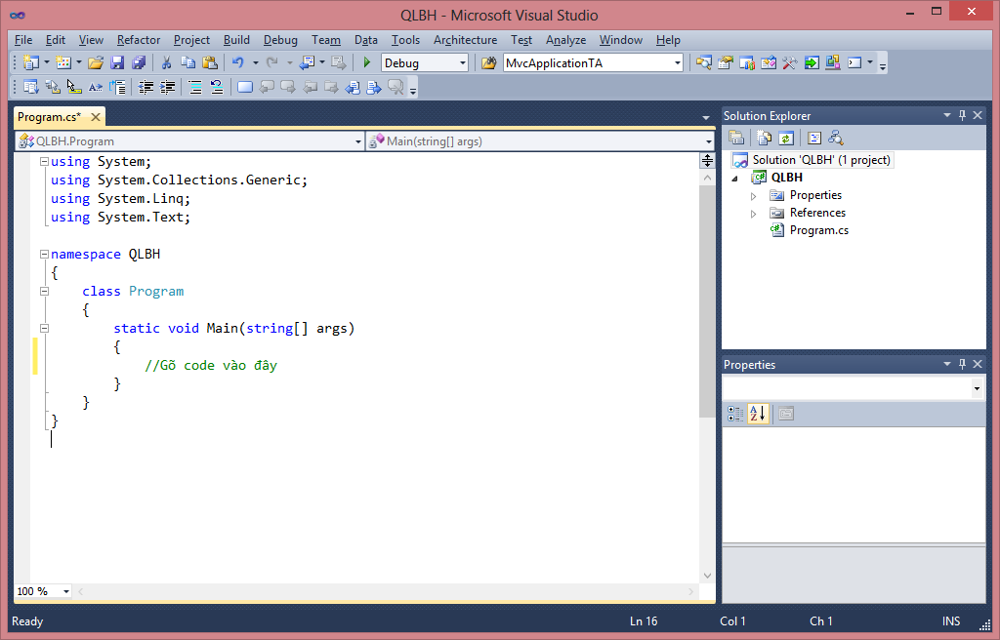 QLBH - Microsoft Visual Studio
File Edit View Refactor Project Build Debug Team Data Tools Architecture Test Analyze Window Help
Debug MvcApplicationTA
Program.cs*
QLBH.Program Main(string[] args)
using System;
using System.Collections.Generic;
using System.Linq;
using System.Text;
namespace QLBH
{
class Program
{
static void Main(string[] args)
{
//Gõ code vào đây
}
}
}
100 %
Solution Explorer
Solution 'QLBH' (1 project)
QLBH
Properties
References
Program.cs
Properties
Ready Ln 16 Col 1 Ch 1 INS